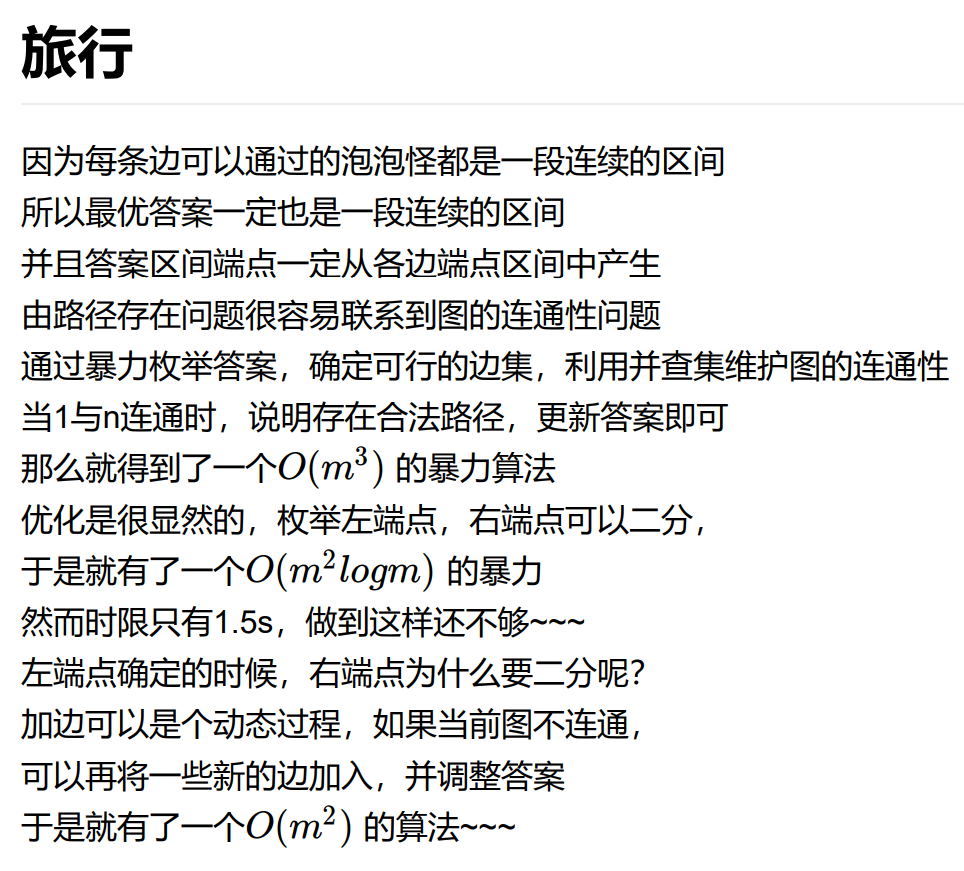 旅行
因为每条边可以通过的泡泡怪都是一段连续的区间
所以最优答案一定也是一段连续的区间
并且答案区间端点一定从各边端点区间中产生
由路径存在问题很容易联系到图的连通性问题
通过暴力枚举答案，确定可行的边集，利用并查集维护图的连通性
当1与n连通时，说明存在合法路径，更新答案即可
那么就得到了一个O(m³) 的暴力算法
优化是很显然的，枚举左端点，右端点可以二分，
于是就有了一个O(m²logm) 的暴力
然而时限只有1.5s，做到这样还不够~~~
左端点确定的时候，右端点为什么要二分呢？
加边可以是个动态过程，如果当前图不连通，
可以再将一些新的边加入，并调整答案
于是就有了一个O(m²) 的算法~~~